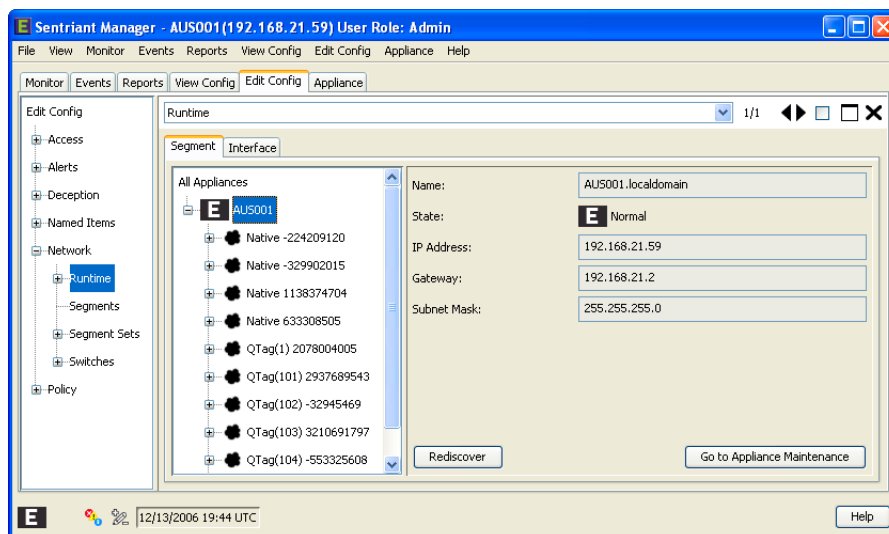 E Sentriant Manager - AUS001(192.168.21.59) User Role: Admin
File View Monitor Events Reports View Config Edit Config Appliance Help
Monitor Events Reports View Config Edit Config Appliance
Edit Config
Access
Alerts
Deception
Named Items
Network
Runtime
Segments
Segment Sets
Switches
Policy
Runtime 1/1
Segment Interface
All Appliances
E AUS001
Native -224209120
Native -329902015
Native 1138374704
Native 633308505
QTag(1) 2078004005
QTag(101) 2937689543
QTag(102) -32945469
QTag(103) 3210691797
QTag(104) -553325608
Name: AUS001.localdomain
State: E Normal
IP Address: 192.168.21.59
Gateway: 192.168.21.2
Subnet Mask: 255.255.255.0
Rediscover Go to Appliance Maintenance
E 12/13/2006 19:44 UTC Help